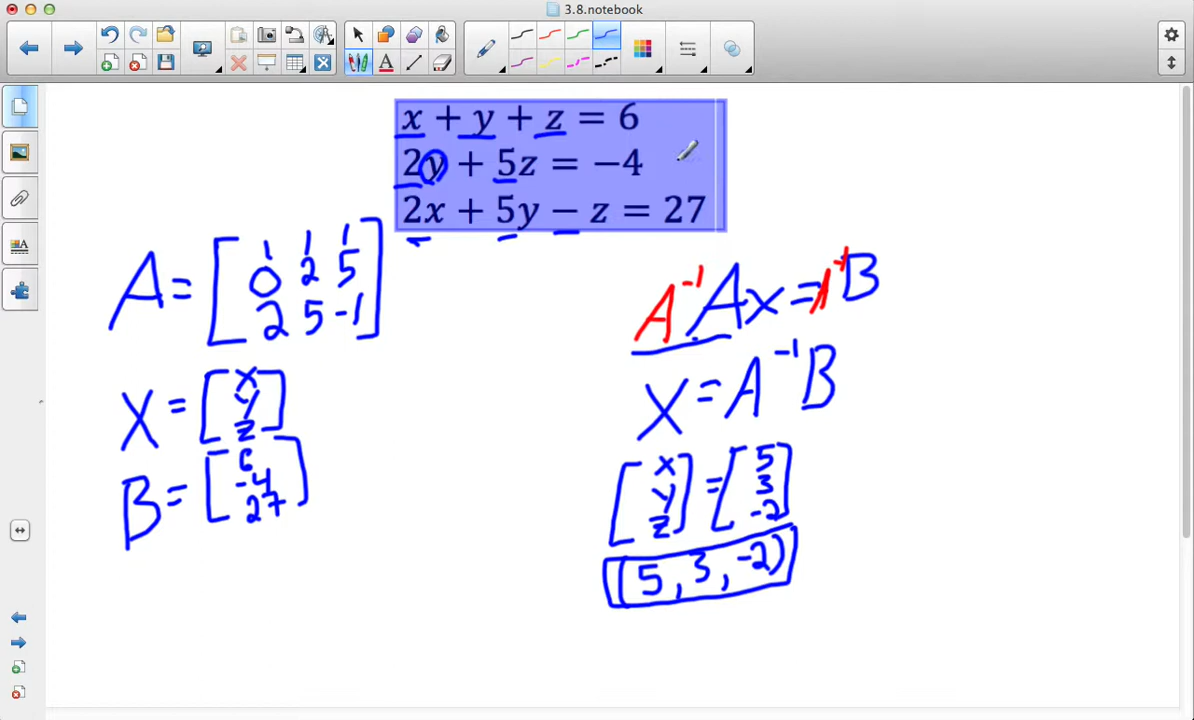 3.8.notebook
x + y + z = 6
2y + 5z = −4
2x + 5y − z = 27
A = [1 1 1
0 2 5
2 5 -1]
A⁻¹Ax = A⁻¹B
X = [x
y
z]
X = A⁻¹B
B = [6
-4
27]
[x
y
z] = [5
3
-2]
(5, 3, -2)